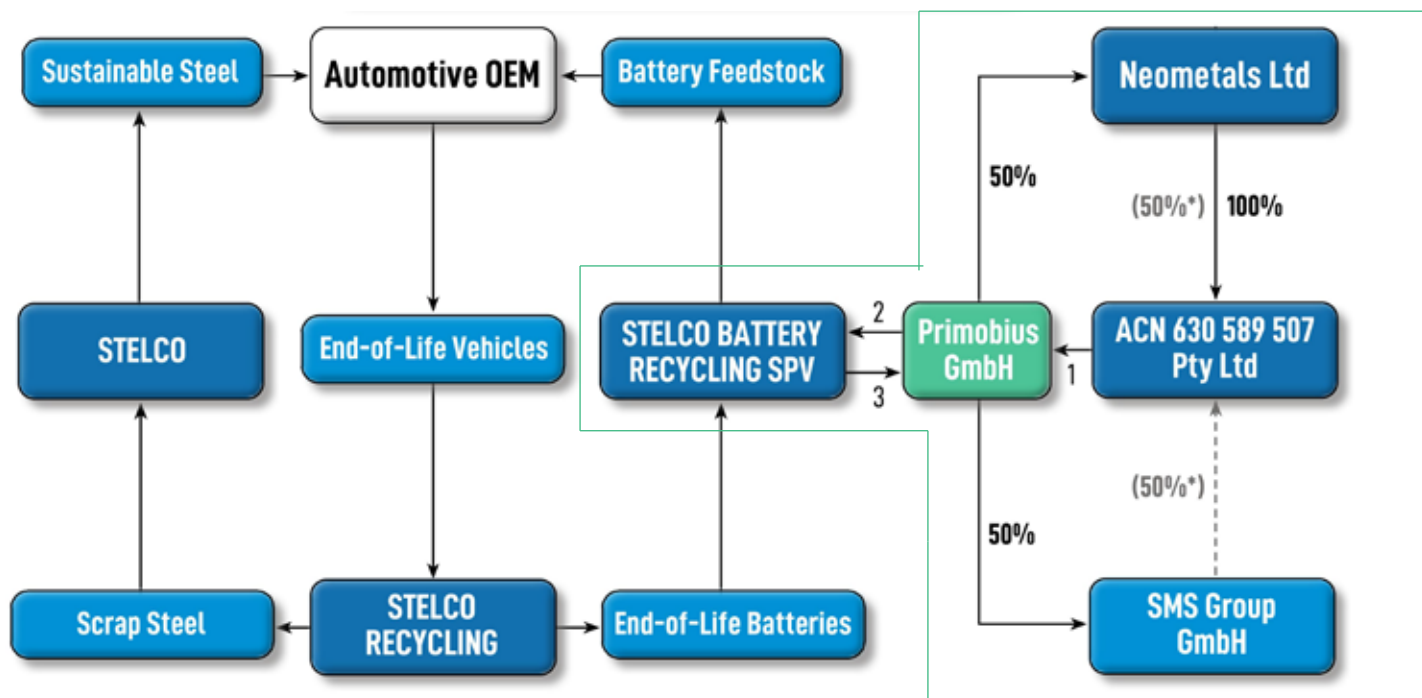 Sustainable Steel
Automotive OEM
Battery Feedstock
Neometals Ltd
50%
(50%*)
100%
STELCO
End-of-Life Vehicles
STELCO BATTERY
RECYCLING SPV
2
3
Primobius
GmbH
1
ACN 630 589 507
Pty Ltd
50%
(50%*)
Scrap Steel
STELCO
RECYCLING
End-of-Life Batteries
SMS Group
GmbH